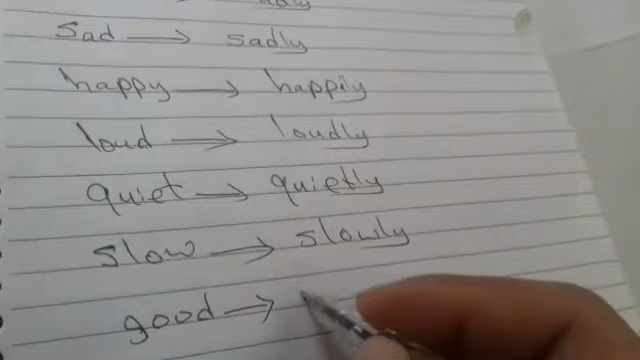 sad → sadly
happy → happily
loud → loudly
quiet → quietly
slow → slowly
good →